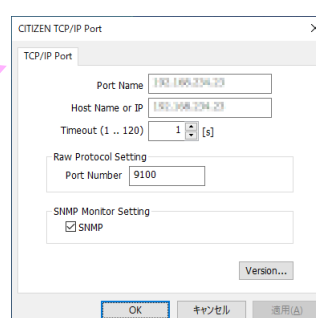 CITIZEN TCP/IP Port
TCP/IP Port
Port Name
Host Name or IP
Timeout (1 .. 120) 1 [s]
Raw Protocol Setting
Port Number 9100
SNMP Monitor Setting
SNMP
Version...
OK キャンセル 適用(A)